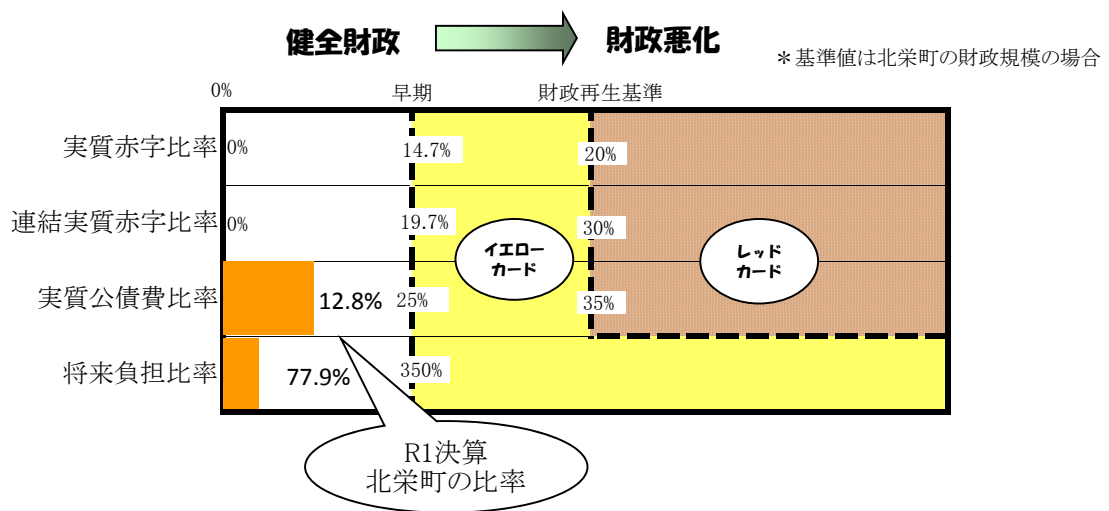 健全財政
財政悪化
＊基準値は北栄町の財政規模の場合
0%
早期
財政再生基準
実質赤字比率
0%
14.7%
20%
連結実質赤字比率
0%
19.7%
30%
イエロー
カード
レッド
カード
実質公債費比率
12.8%
25%
35%
将来負担比率
77.9%
350%
R1決算
北栄町の比率